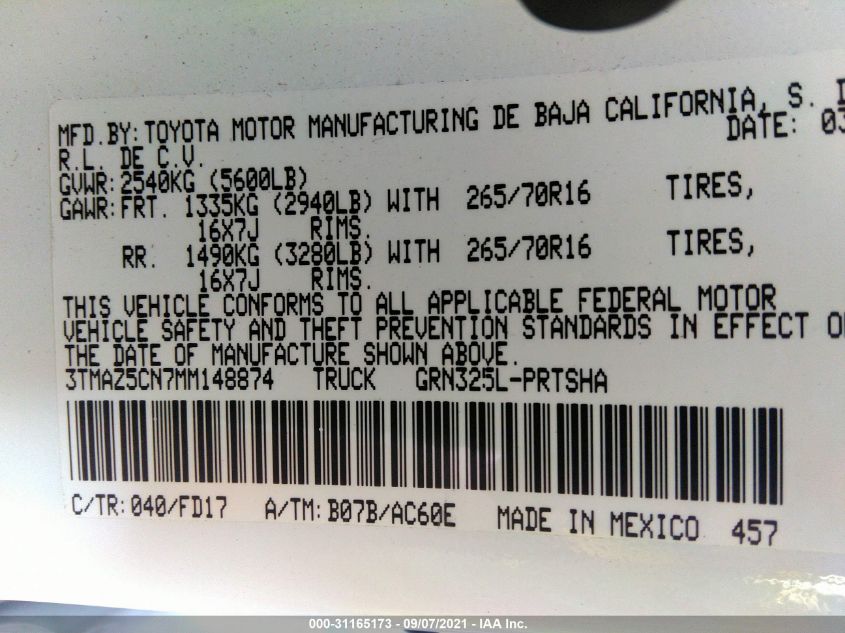 MFD.BY: TOYOTA MOTOR MANUFACTURING DE BAJA CALIFORNIA, S.
DATE: 03
R.L. DE C.V.
GVWR: 2540KG (5600LB)
GAWR: FRT. 1335KG (2940LB) WITH 265/70R16 TIRES,
16X7J RIMS.
RR. 1490KG (3280LB) WITH 265/70R16 TIRES,
16X7J RIMS.
THIS VEHICLE CONFORMS TO ALL APPLICABLE FEDERAL MOTOR
VEHICLE SAFETY AND THEFT PREVENTION STANDARDS IN EFFECT
THE DATE OF MANUFACTURE SHOWN ABOVE.
3TMAZ5CN7MM148874 TRUCK GRN325L-PRTSHA
C/TR: 040/FD17 A/TM: B07B/AC60E MADE IN MEXICO 457
000-31165173 - 09/07/2021 - IAA Inc.